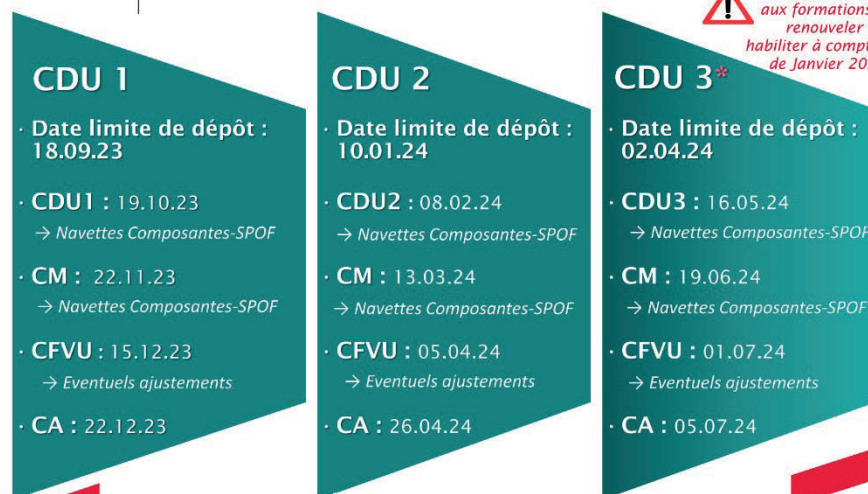 CDU 1
· Date limite de dépôt :
18.09.23
· CDU1 : 19.10.23
→ Navettes Composantes-SPOF
· CM : 22.11.23
→ Navettes Composantes-SPOF
· CFVU : 15.12.23
→ Eventuels ajustements
· CA : 22.12.23
CDU 2
· Date limite de dépôt :
10.01.24
· CDU2 : 08.02.24
→ Navettes Composantes-SPOF
· CM : 13.03.24
→ Navettes Composantes-SPOF
· CFVU : 05.04.24
→ Eventuels ajustements
· CA : 26.04.24
aux formations
renouveler
habiliter à compt
de Janvier 20
CDU 3*
· Date limite de dépôt :
02.04.24
· CDU3 : 16.05.24
→ Navettes Composantes-SPOF
· CM : 19.06.24
→ Navettes Composantes-SPOF
· CFVU : 01.07.24
→ Eventuels ajustements
· CA : 05.07.24